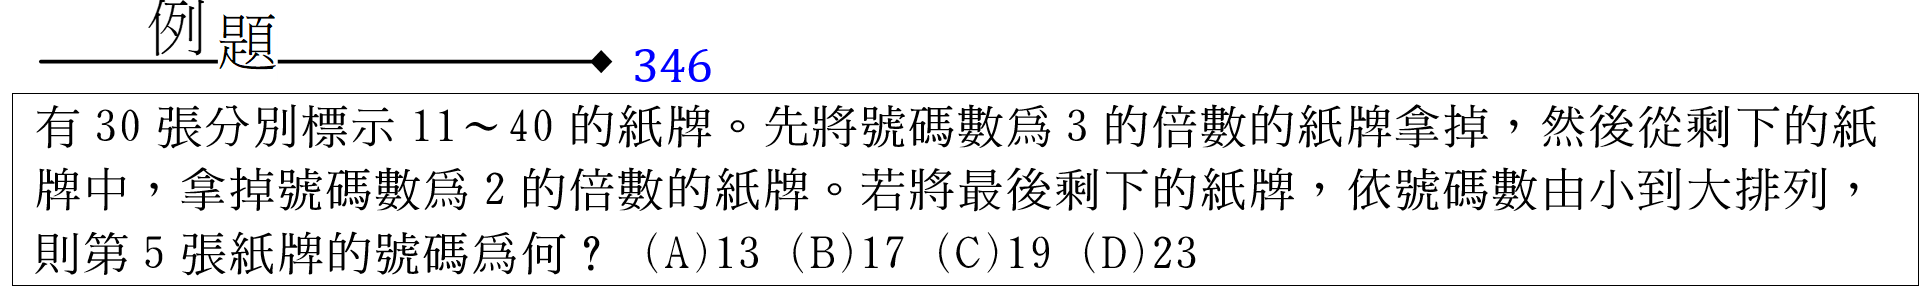 例題 346
有 30 張分別標示 11～40 的紙牌。先將號碼數為 3 的倍數的紙牌拿掉，然後從剩下的紙
牌中，拿掉號碼數為 2 的倍數的紙牌。若將最後剩下的紙牌，依號碼數由小到大排列，
則第 5 張紙牌的號碼為何？ (A)13 (B)17 (C)19 (D)23